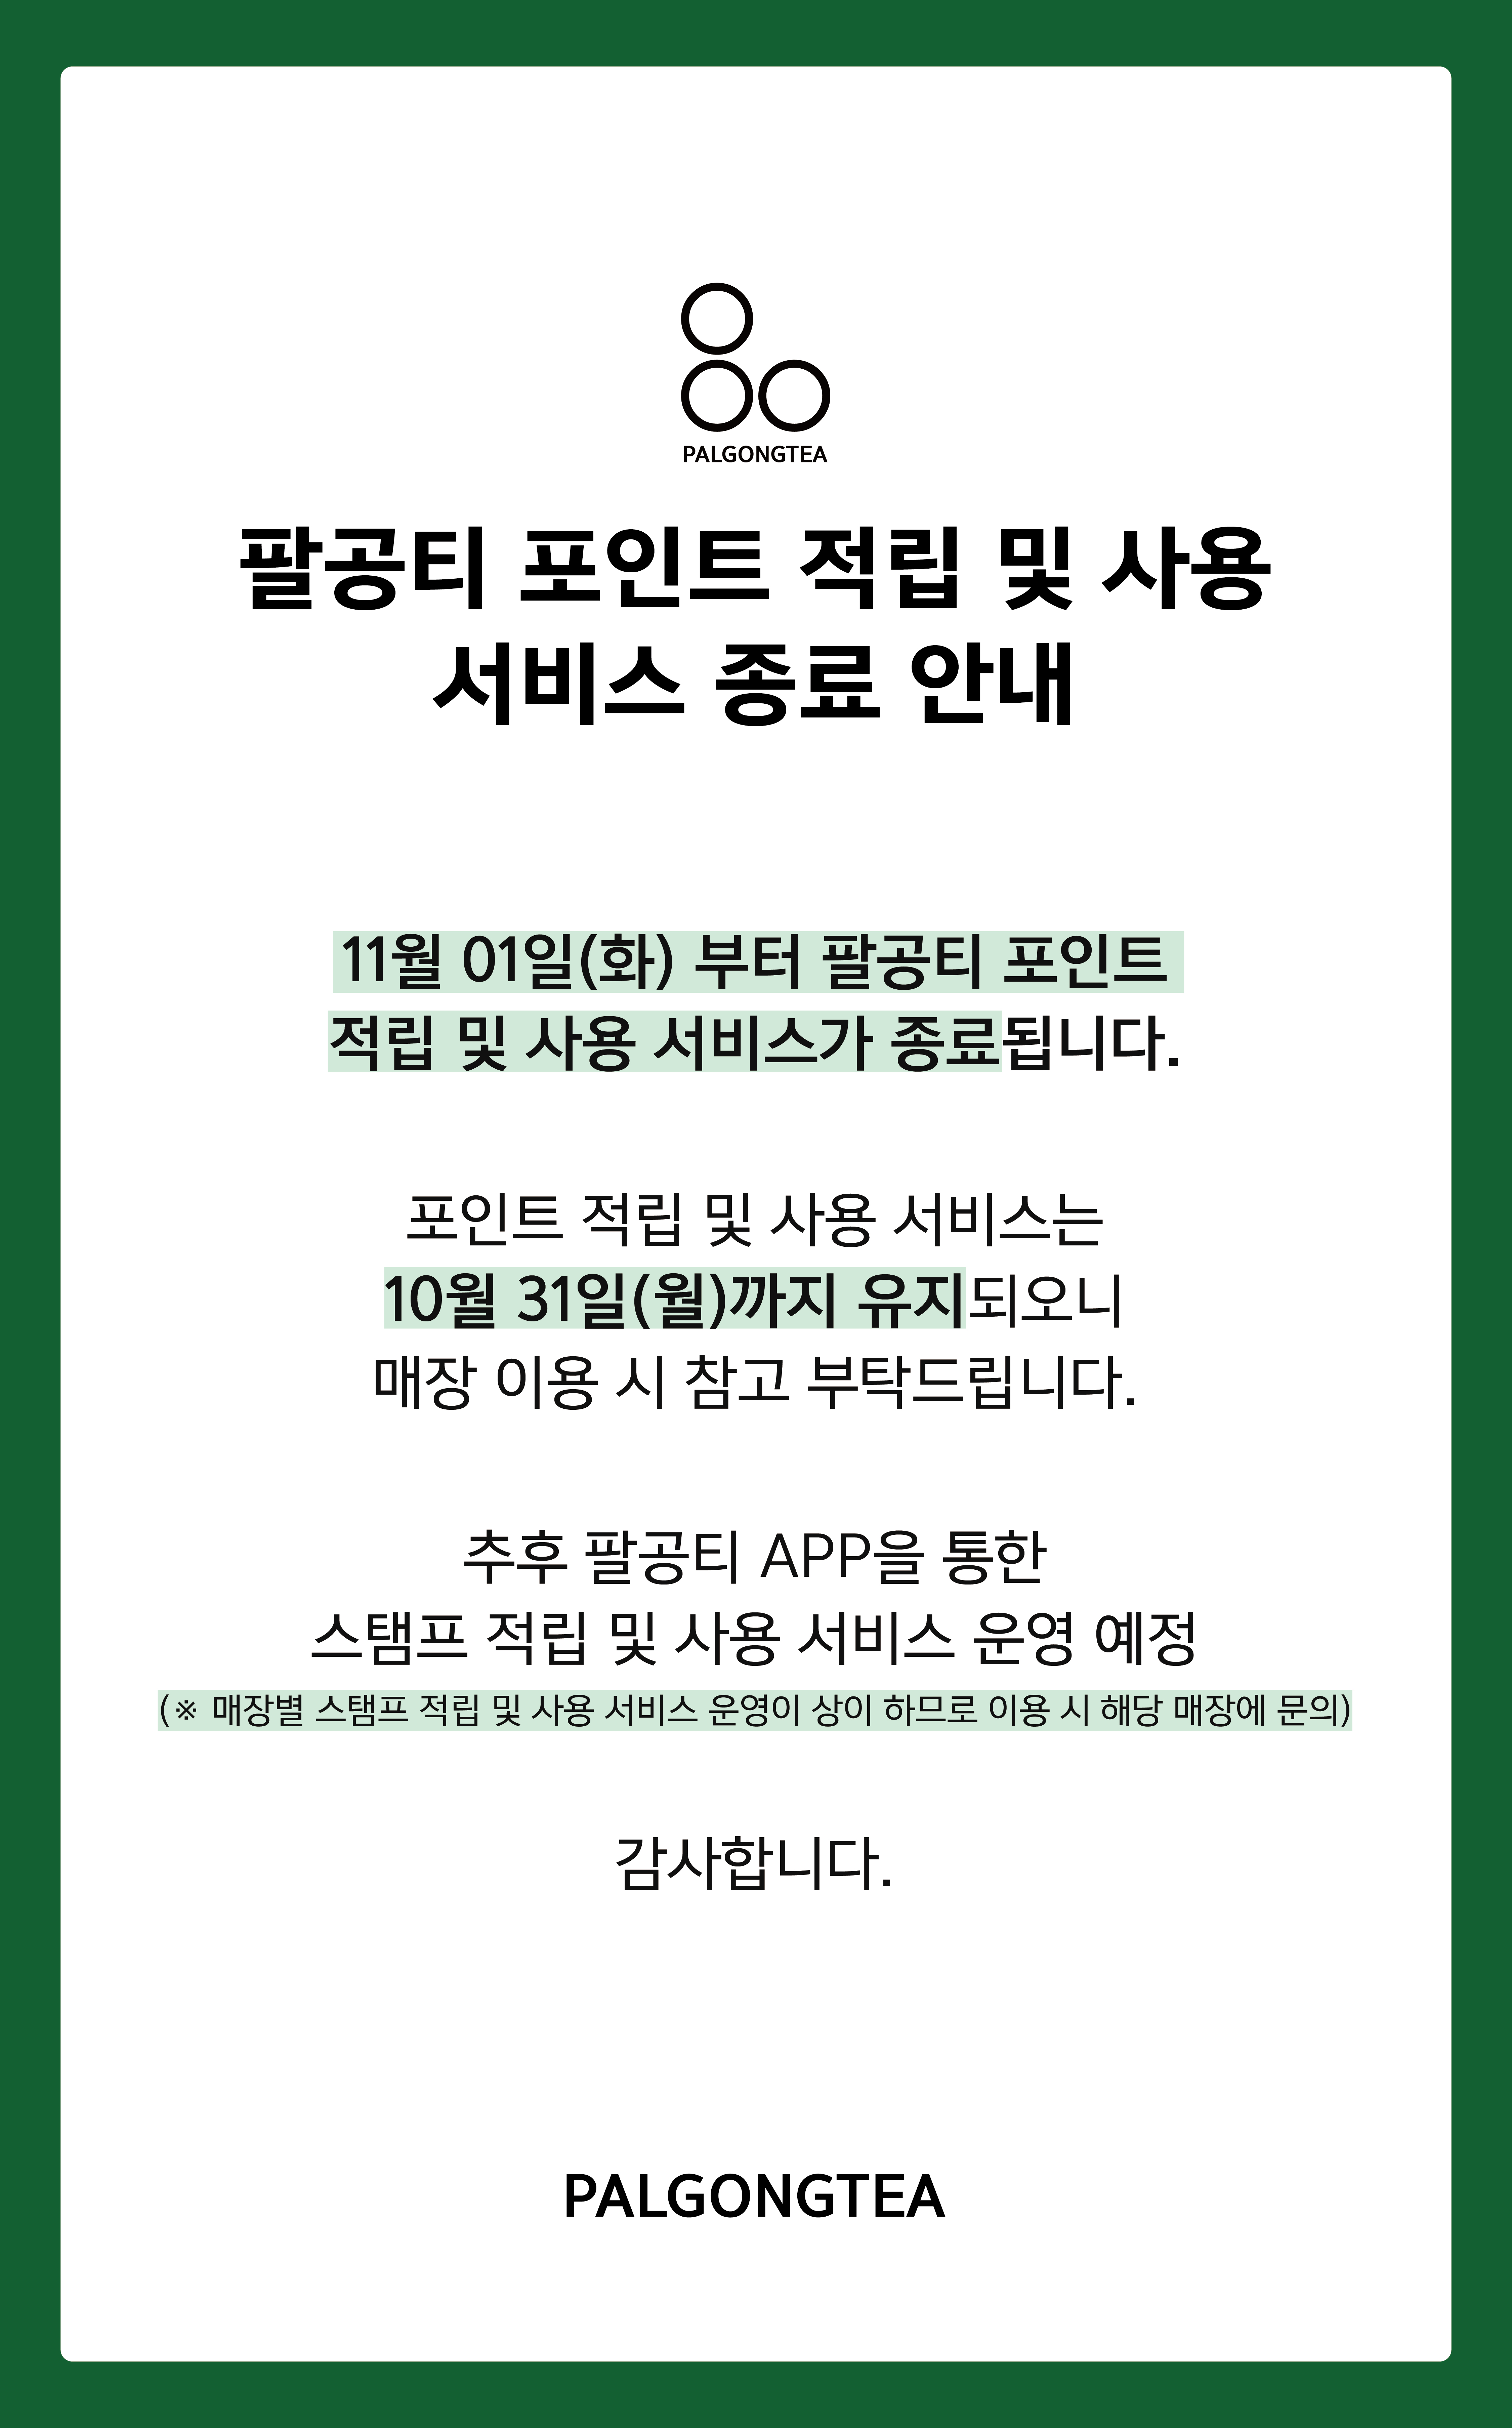 PALGONGTEA
팔공티 포인트 적립 및 사용
서비스 종료 안내
11월 01일(화) 부터 팔공티 포인트
적립 및 사용 서비스가 종료됩니다.
포인트 적립 및 사용 서비스는
10월 31일(월)까지 유지되오니
매장 이용 시 참고 부탁드립니다.
추후 팔공티 APP을 통한
스탬프 적립 및 사용 서비스 운영 예정
(※ 매장별 스탬프 적립 및 사용 서비스 운영이 상이 하므로 이용 시 해당 매장에 문의)
감사합니다.
PALGONGTEA